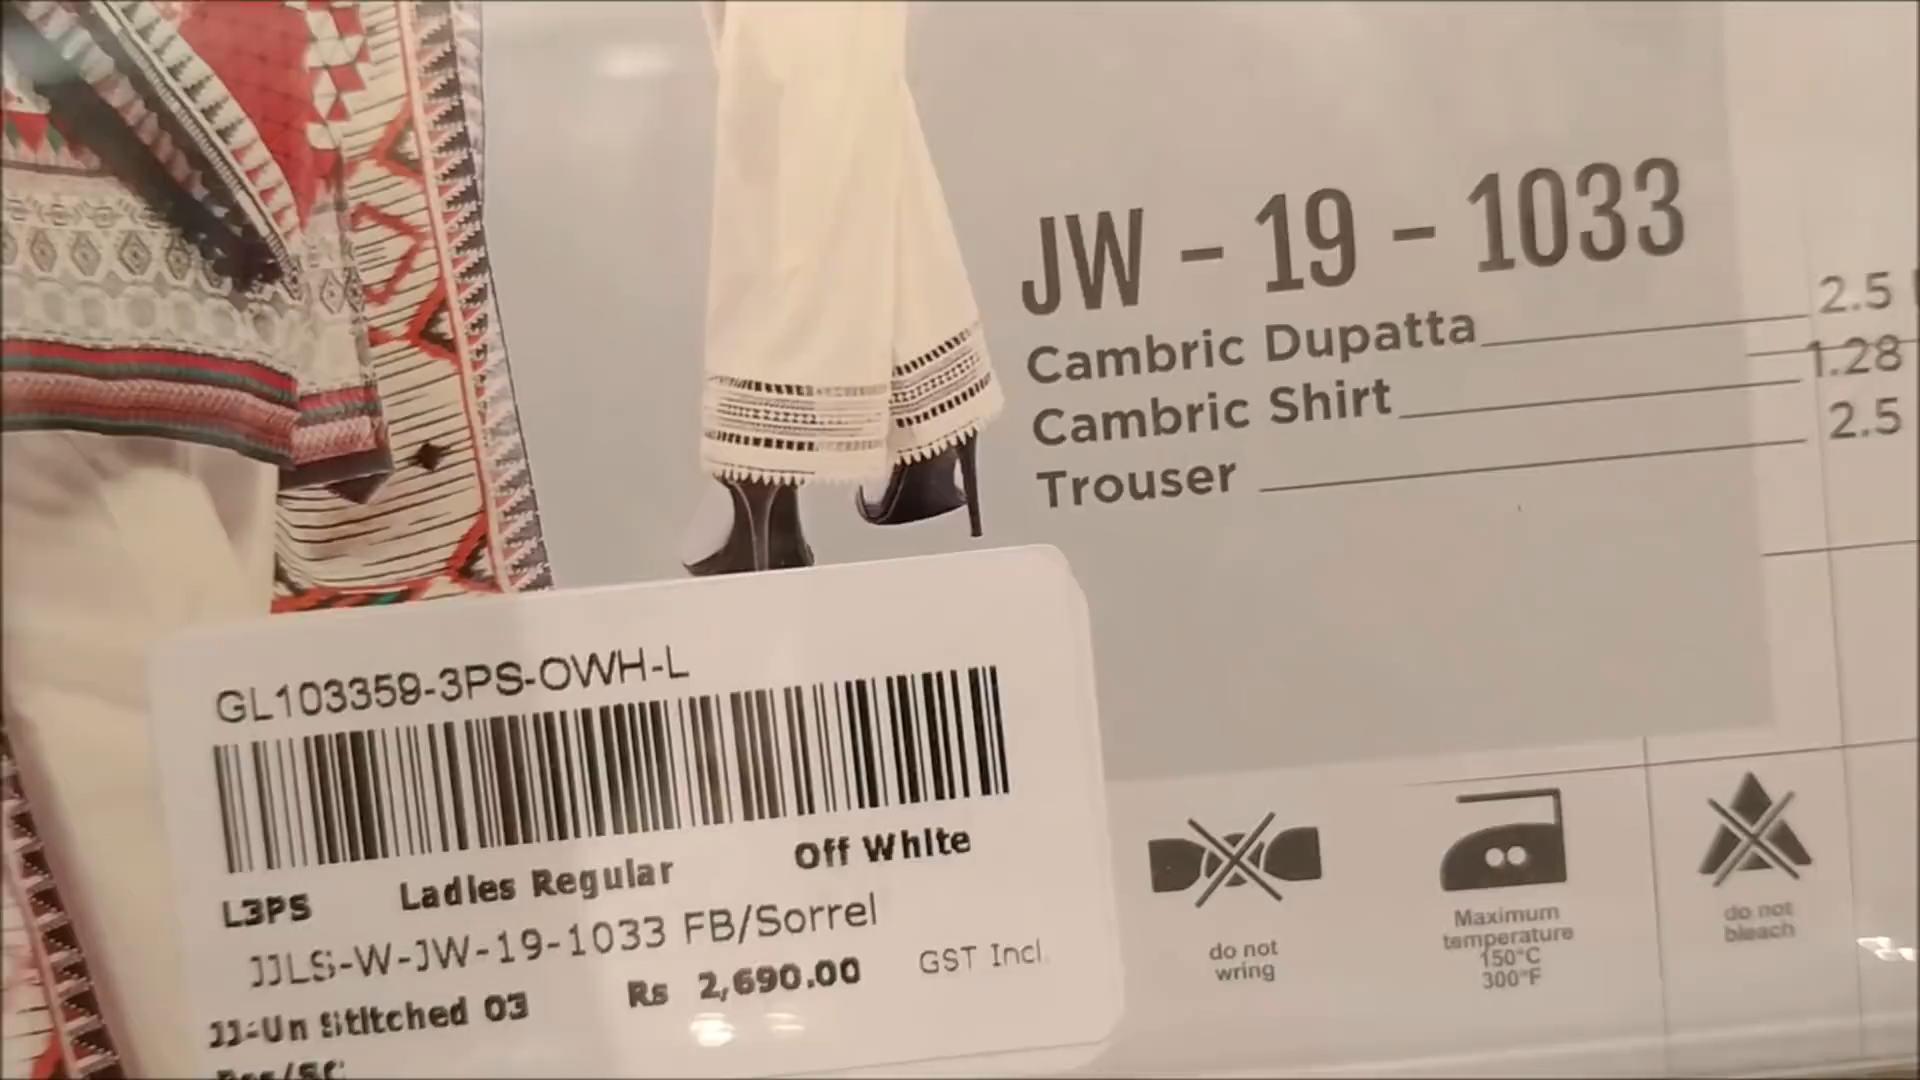 JW - 19 - 1033
Cambric Dupatta 2.5
Cambric Shirt 1.28
Trouser 2.5
GL103359-3PS-OWH-L
L3PS Ladies Regular Off White
JJLS-W-JW-19-1033 FB/Sorrel
Rs 2,690.00 GST Incl.
JJ-Un Stitched 03
do not
wring
Maximum
temperature
150°C
300°F
do not
bleach